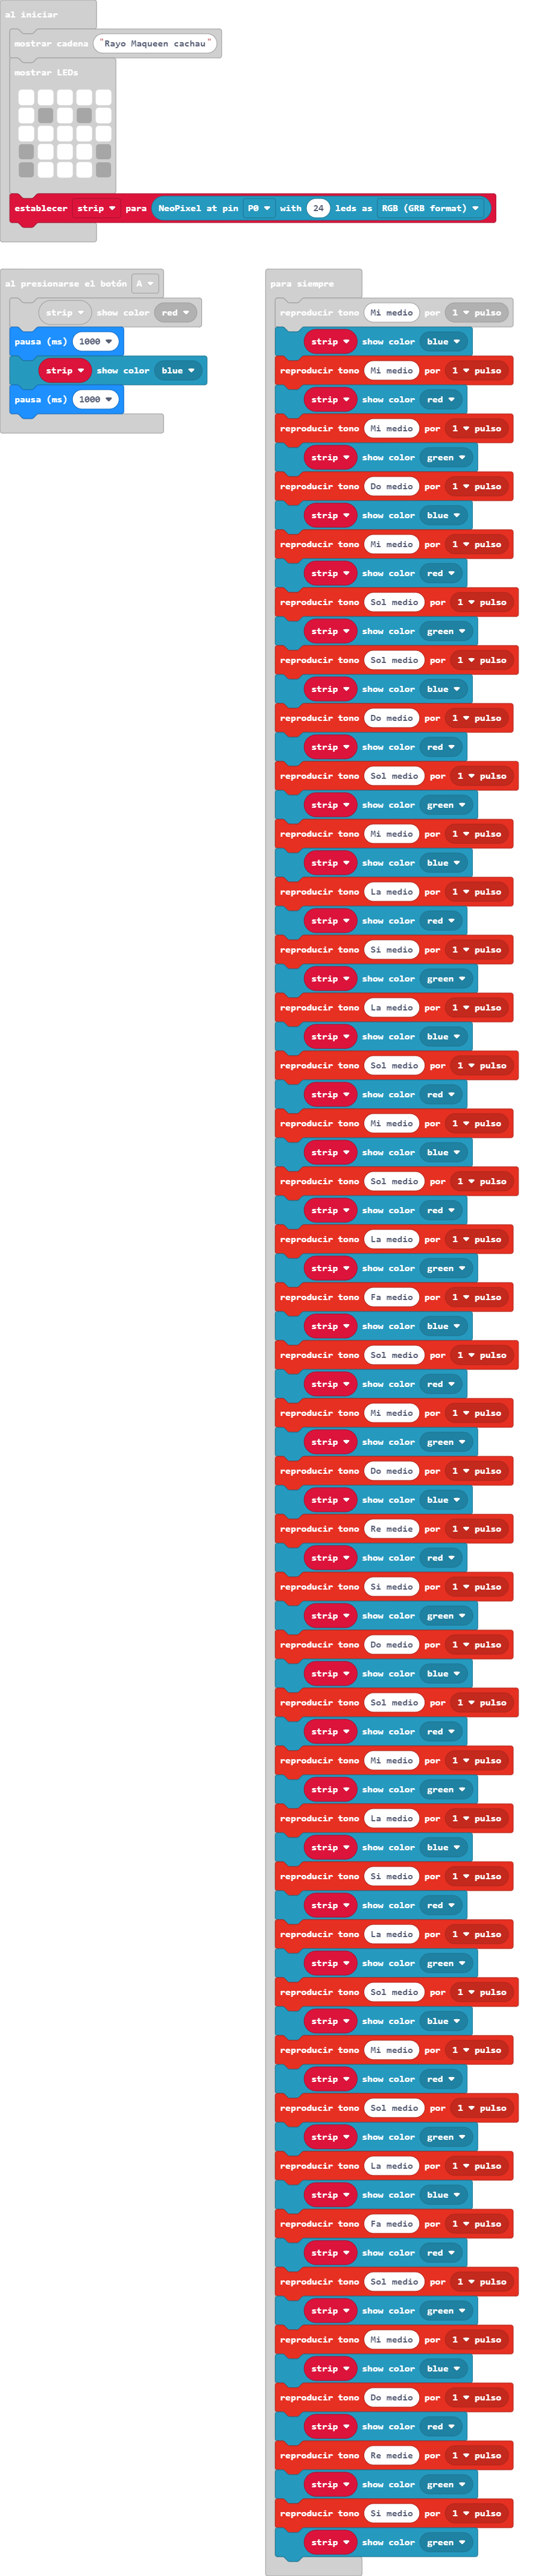 al iniciar
mostrar cadena "Rayo Maqueen cachau"
mostrar LEDs
establecer strip para NeoPixel at pin P0 with 24 leds as RGB (GRB format)
al presionarse el botón A
strip show color red
pausa (ms) 1000
strip show color blue
pausa (ms) 1000
para siempre
reproducir tono Mi medio por 1 pulso
strip show color blue
reproducir tono Mi medio por 1 pulso
strip show color red
reproducir tono Mi medio por 1 pulso
strip show color green
reproducir tono Do medio por 1 pulso
strip show color blue
reproducir tono Mi medio por 1 pulso
strip show color red
reproducir tono Sol medio por 1 pulso
strip show color green
reproducir tono Sol medio por 1 pulso
strip show color blue
reproducir tono Do medio por 1 pulso
strip show color red
reproducir tono Sol medio por 1 pulso
strip show color green
reproducir tono Mi medio por 1 pulso
strip show color blue
reproducir tono La medio por 1 pulso
strip show color red
reproducir tono Si medio por 1 pulso
strip show color green
reproducir tono La medio por 1 pulso
strip show color blue
reproducir tono Sol medio por 1 pulso
strip show color red
reproducir tono Mi medio por 1 pulso
strip show color blue
reproducir tono Sol medio por 1 pulso
strip show color red
reproducir tono La medio por 1 pulso
strip show color green
reproducir tono Fa medio por 1 pulso
strip show color blue
reproducir tono Sol medio por 1 pulso
strip show color red
reproducir tono Mi medio por 1 pulso
strip show color green
reproducir tono Do medio por 1 pulso
strip show color blue
reproducir tono Re medie por 1 pulso
strip show color red
reproducir tono Si medio por 1 pulso
strip show color green
reproducir tono Do medio por 1 pulso
strip show color blue
reproducir tono Sol medio por 1 pulso
strip show color red
reproducir tono Mi medio por 1 pulso
strip show color green
reproducir tono La medio por 1 pulso
strip show color blue
reproducir tono Si medio por 1 pulso
strip show color red
reproducir tono La medio por 1 pulso
strip show color green
reproducir tono Sol medio por 1 pulso
strip show color blue
reproducir tono Mi medio por 1 pulso
strip show color red
reproducir tono Sol medio por 1 pulso
strip show color green
reproducir tono La medio por 1 pulso
strip show color blue
reproducir tono Fa medio por 1 pulso
strip show color red
reproducir tono Sol medio por 1 pulso
strip show color green
reproducir tono Mi medio por 1 pulso
strip show color blue
reproducir tono Do medio por 1 pulso
strip show color red
reproducir tono Re medie por 1 pulso
strip show color green
reproducir tono Si medio por 1 pulso
strip show color green